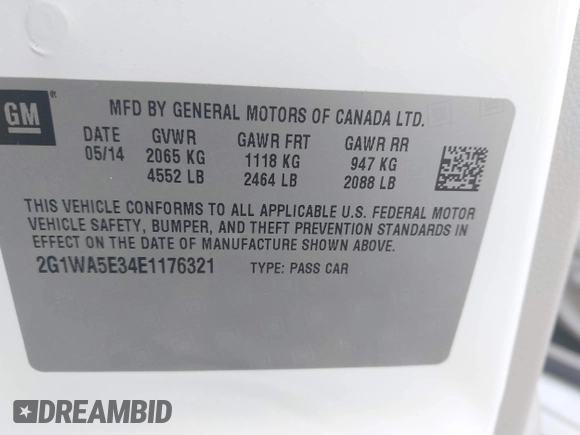 GM
MFD BY GENERAL MOTORS OF CANADA LTD.
DATE GVWR GAWR FRT GAWR RR
05/14 2065 KG 1118 KG 947 KG
4552 LB 2464 LB 2088 LB
THIS VEHICLE CONFORMS TO ALL APPLICABLE U.S. FEDERAL MOTOR
VEHICLE SAFETY, BUMPER, AND THEFT PREVENTION STANDARDS IN
EFFECT ON THE DATE OF MANUFACTURE SHOWN ABOVE.
2G1WA5E34E1176321 TYPE: PASS CAR
DREAMBID